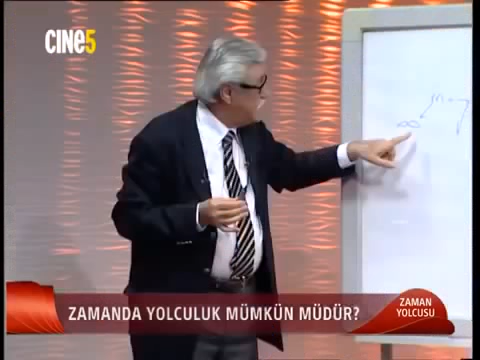 CINE5
∞
ZAMANDA YOLCULUK MÜMKÜN MÜDÜR?
ZAMAN
YOLCUSU